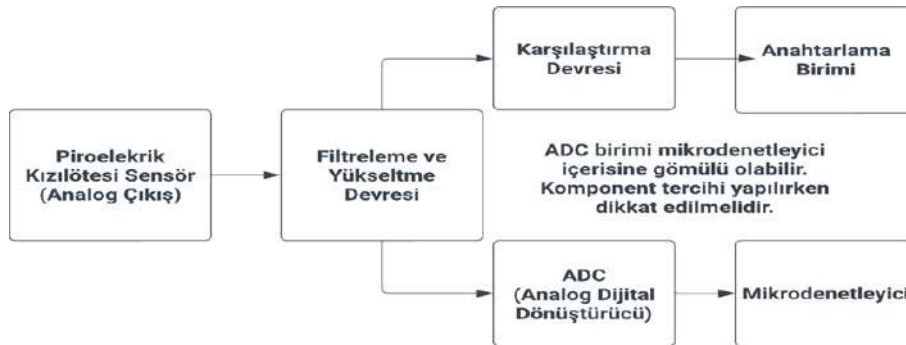 Karşılaştırma
Devresi
Anahtarlama
Birimi
Piroelekrik
Kızılötesi Sensör
(Analog Çıkış)
Filtreleme ve
Yükseltme
Devresi
ADC birimi mikrodenetleyici
içerisine gömülü olabilir.
Komponent tercihi yapılırken
dikkat edilmelidir.
ADC
(Analog Dijital
Dönüştürücü)
Mikrodenetleyici